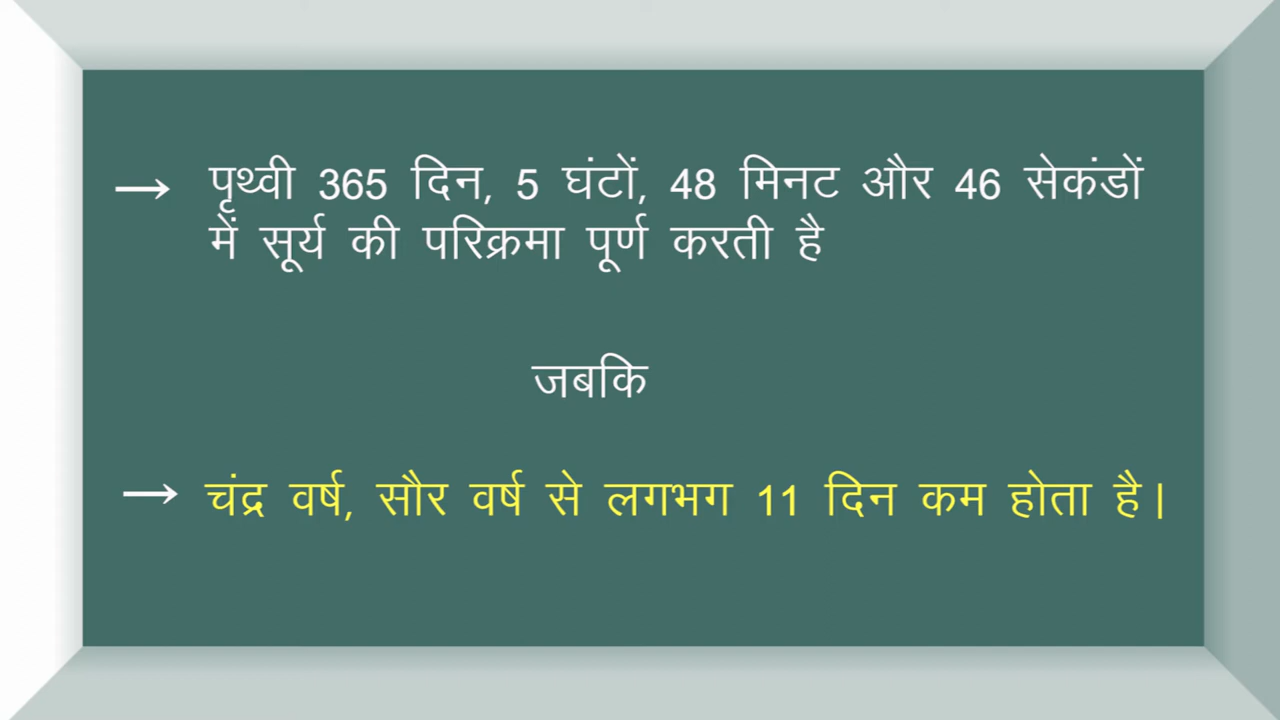 → पृथ्वी 365 दिन, 5 घंटों, 48 मिनट और 46 सेकंडों
में सूर्य की परिक्रमा पूर्ण करती है
जबकि
→ चंद्र वर्ष, सौर वर्ष से लगभग 11 दिन कम होता है।